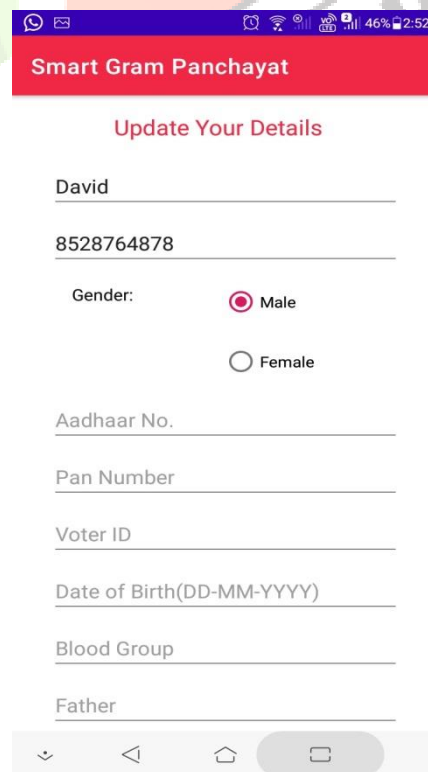 46% 2:52
Smart Gram Panchayat
Update Your Details
David
8528764878
Gender:
Male
Female
Aadhaar No.
Pan Number
Voter ID
Date of Birth(DD-MM-YYYY)
Blood Group
Father